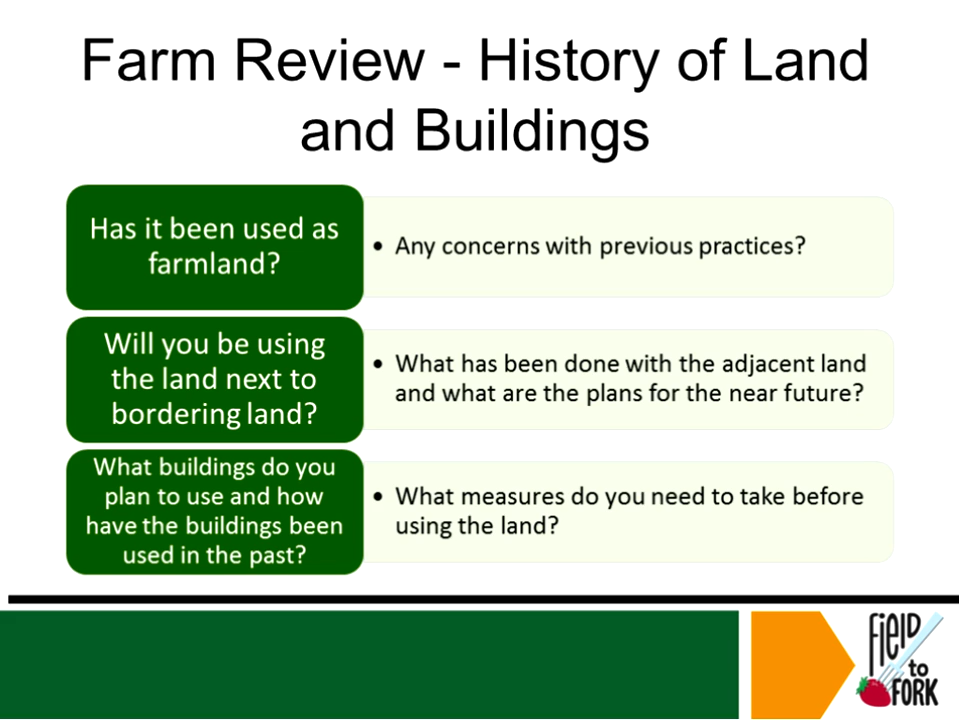 Farm Review - History of Land
and Buildings
Has it been used as
farmland?
• Any concerns with previous practices?
Will you be using
the land next to
bordering land?
• What has been done with the adjacent land
and what are the plans for the near future?
What buildings do you
plan to use and how
have the buildings been
used in the past?
• What measures do you need to take before
using the land?
FiELD
to
FORK